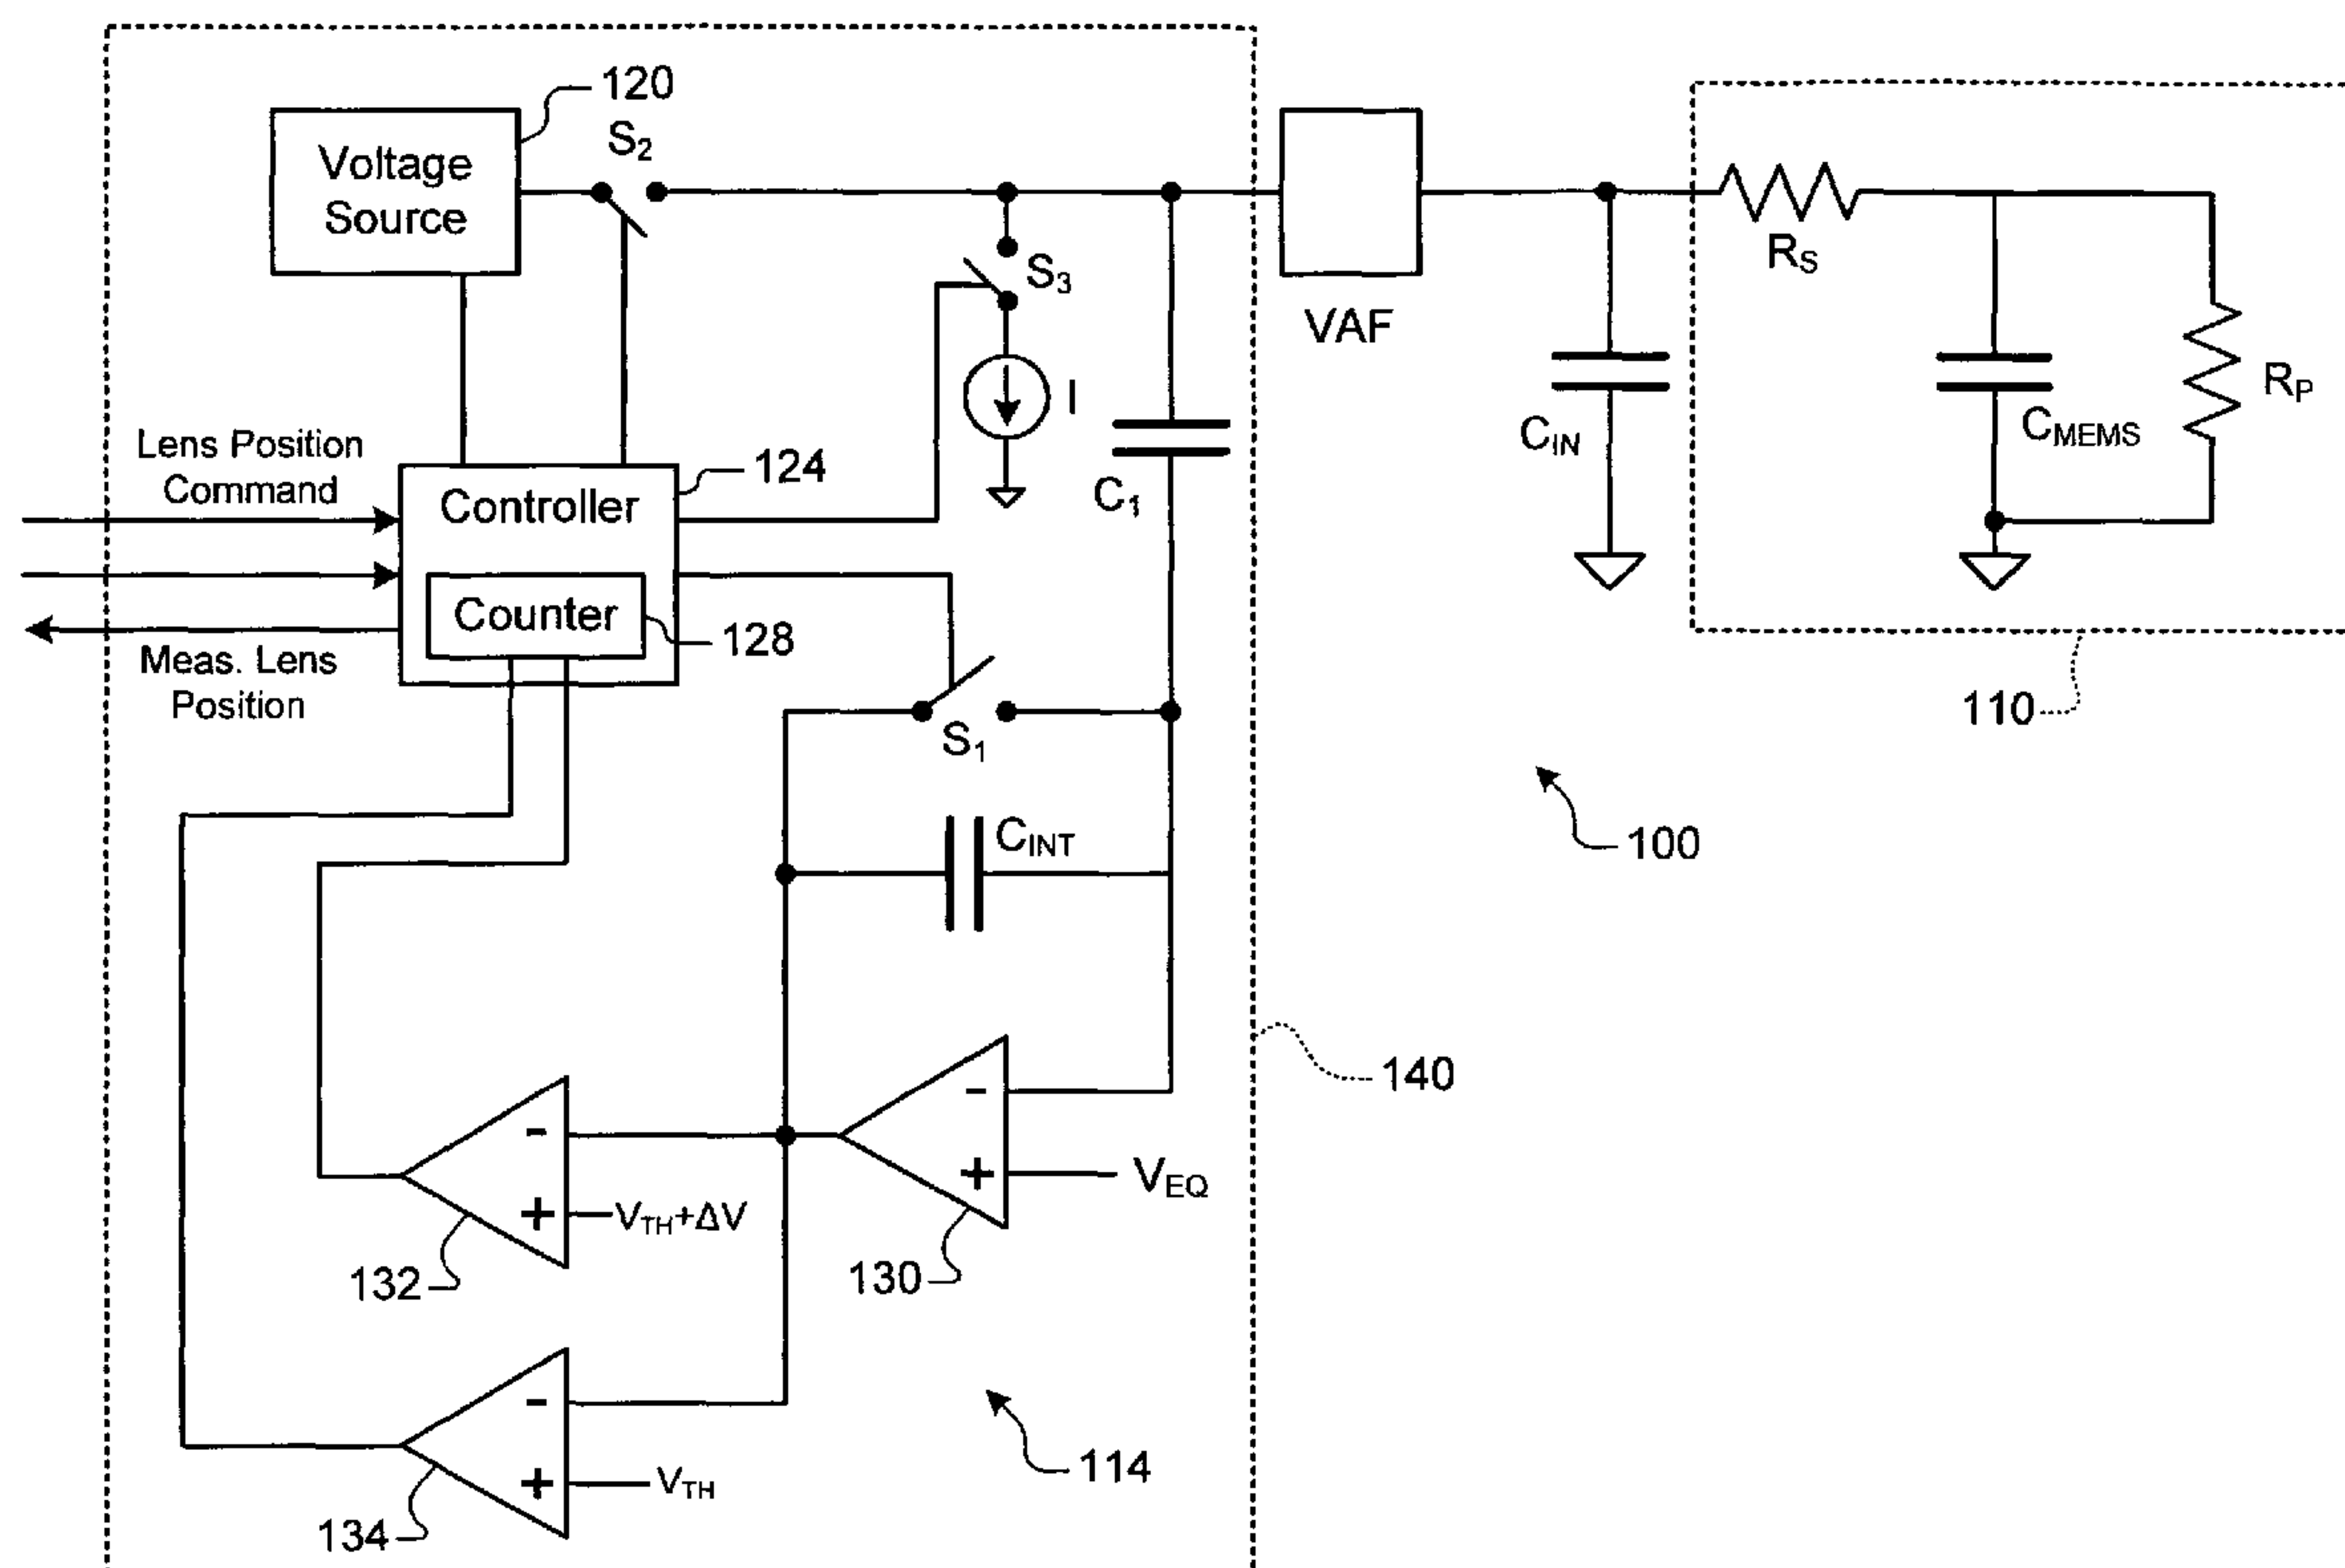 120
S2
Voltage
Source
S3
I
VAF
RS
CIN
CMEMS
RP
C1
Lens Position
Command
124
Controller
Counter
128
Meas. Lens
Position
110
S1
100
CINT
140
-
+
VEQ
130
-
+
VTH+ΔV
132
-
+
VTH
134
114